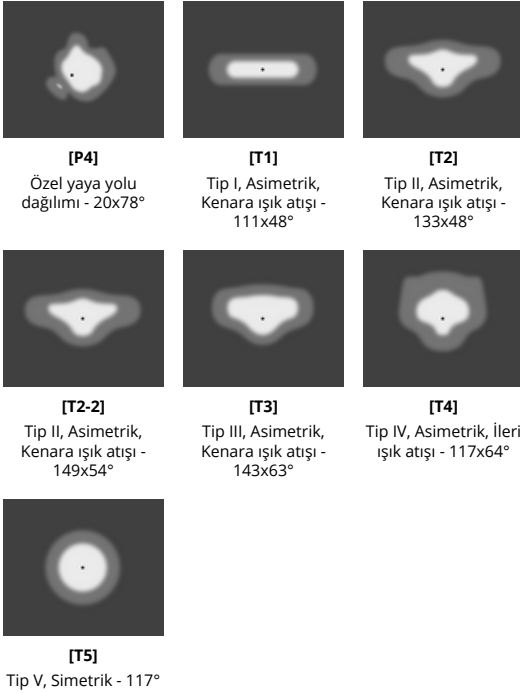 [P4]
Özel yaya yolu
dağılımı - 20x78°
[T1]
Tip I, Asimetrik,
Kenara ışık atışı -
111x48°
[T2]
Tip II, Asimetrik,
Kenara ışık atışı -
133x48°
[T2-2]
Tip II, Asimetrik,
Kenara ışık atışı -
149x54°
[T3]
Tip III, Asimetrik,
Kenara ışık atışı -
143x63°
[T4]
Tip IV, Asimetrik, İleri
ışık atışı - 117x64°
[T5]
Tip V, Simetrik - 117°